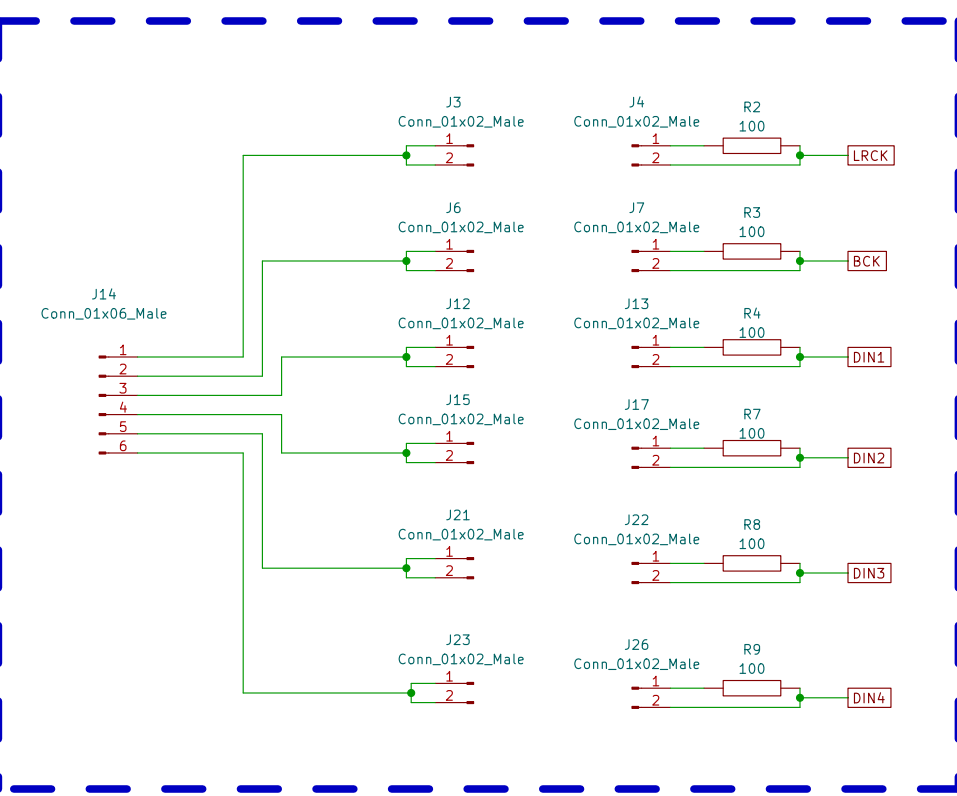 J3
Conn_01x02_Male
1
2
J4
Conn_01x02_Male
1
2
R2
100
LRCK
J6
Conn_01x02_Male
1
2
J7
Conn_01x02_Male
1
2
R3
100
BCK
J14
Conn_01x06_Male
1
2
3
4
5
6
J12
Conn_01x02_Male
1
2
J13
Conn_01x02_Male
1
2
R4
100
DIN1
J15
Conn_01x02_Male
1
2
J17
Conn_01x02_Male
1
2
R7
100
DIN2
J21
Conn_01x02_Male
1
2
J22
Conn_01x02_Male
1
2
R8
100
DIN3
J23
Conn_01x02_Male
1
2
J26
Conn_01x02_Male
1
2
R9
100
DIN4